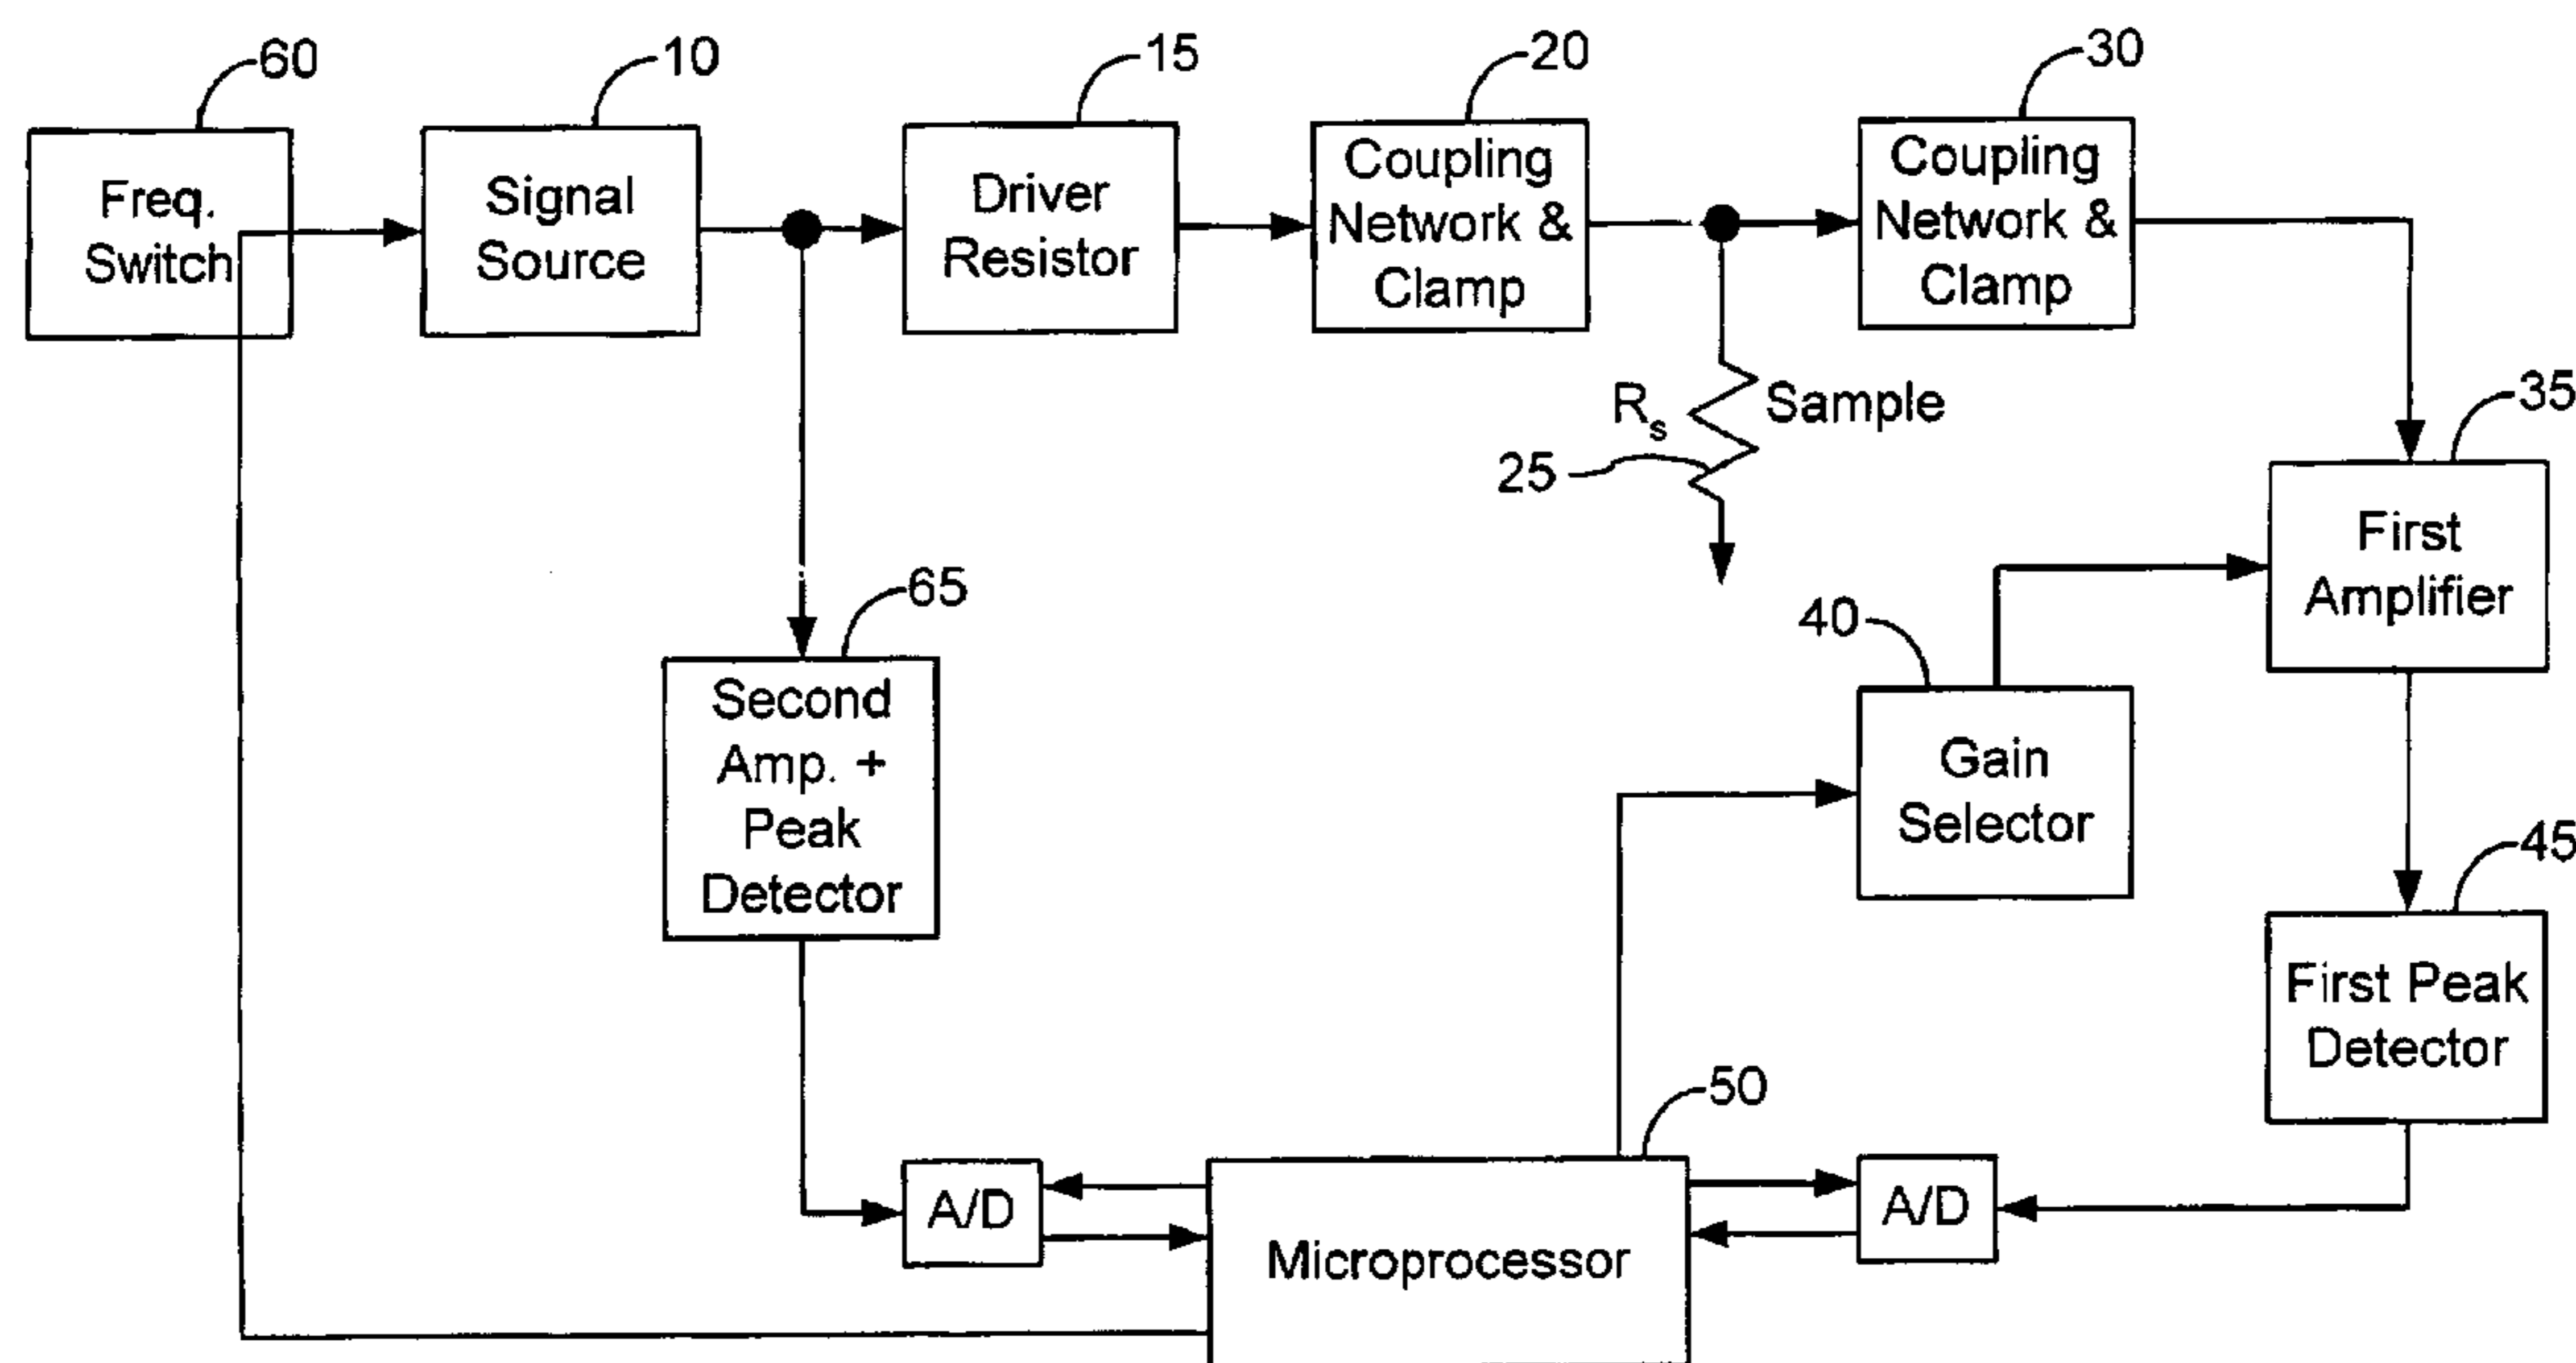 60
10
15
20
30
Freq.
Switch
Signal
Source
Driver
Resistor
Coupling
Network &
Clamp
Coupling
Network &
Clamp
Rs
Sample
25
35
First
Amplifier
65
Second
Amp. +
Peak
Detector
40
Gain
Selector
45
First Peak
Detector
50
A/D
Microprocessor
A/D